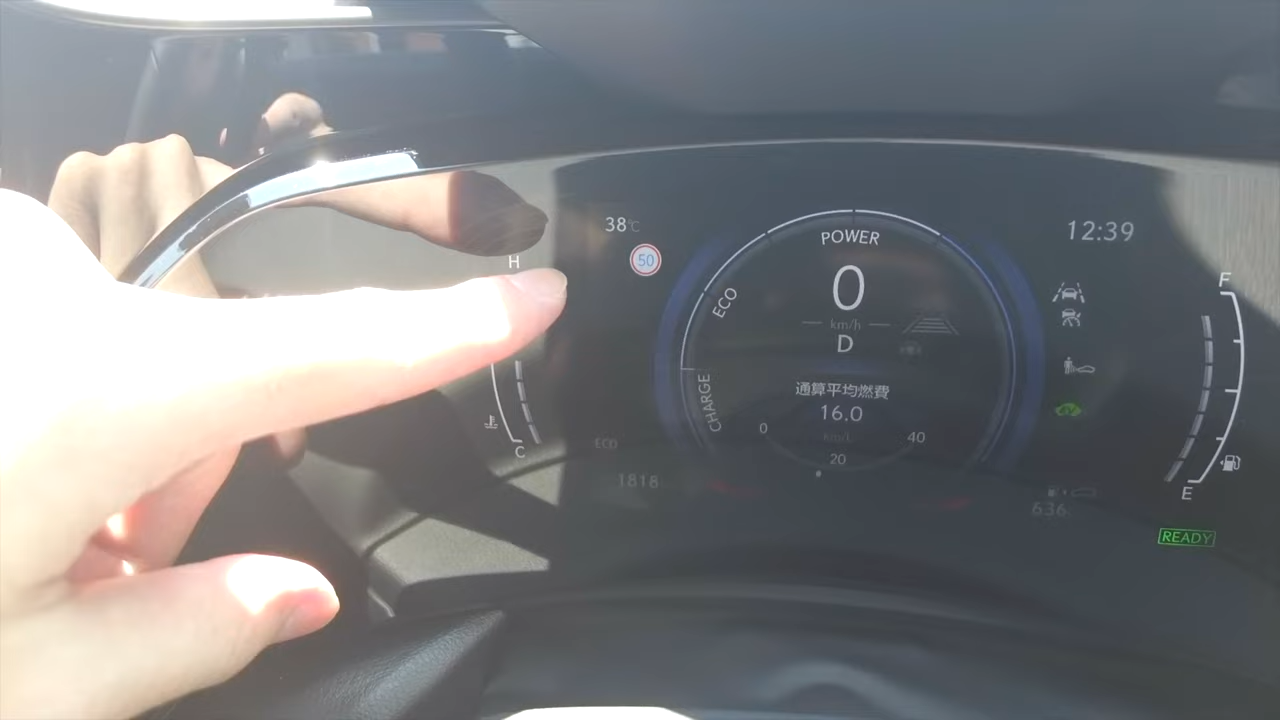 38℃
50
H
C
ECO
1818
POWER
ECO
CHARGE
0
km/h
D
通算平均燃費
16.0
km/L
0
20
40
12:39
EV
636
F
E
READY